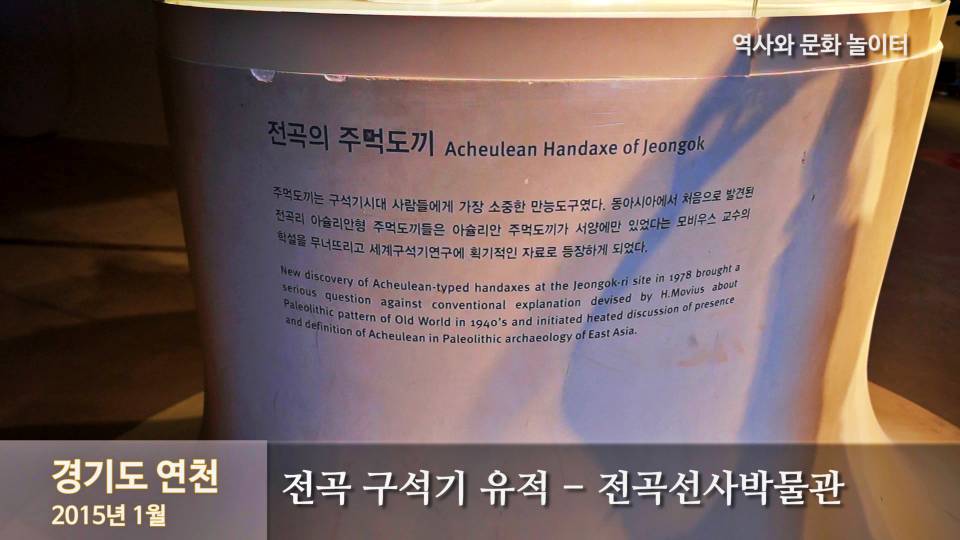 역사와 문화 놀이터
전곡의 주먹도끼 Acheulean Handaxe of Jeongok
주먹도끼는 구석기시대 사람들에게 가장 소중한 만능도구였다. 동아시아에서 처음으로 발견된
전곡리 아슐리안형 주먹도끼들은 아슐리안 주먹도끼가 서양에만 있었다는 모비우스 교수의
학설을 무너뜨리고 세계구석기연구에 획기적인 자료로 등장하게 되었다.
New discovery of Acheulean-typed handaxes at the Jeongok-ri site in 1978 brought a
serious question against conventional explanation devised by H.Movius about
Paleolithic pattern of Old World in 1940's and initiated heated discussion of presence
and definition of Acheulean in Paleolithic archaeology of East Asia.
경기도 연천
2015년 1월
전곡 구석기 유적 - 전곡선사박물관